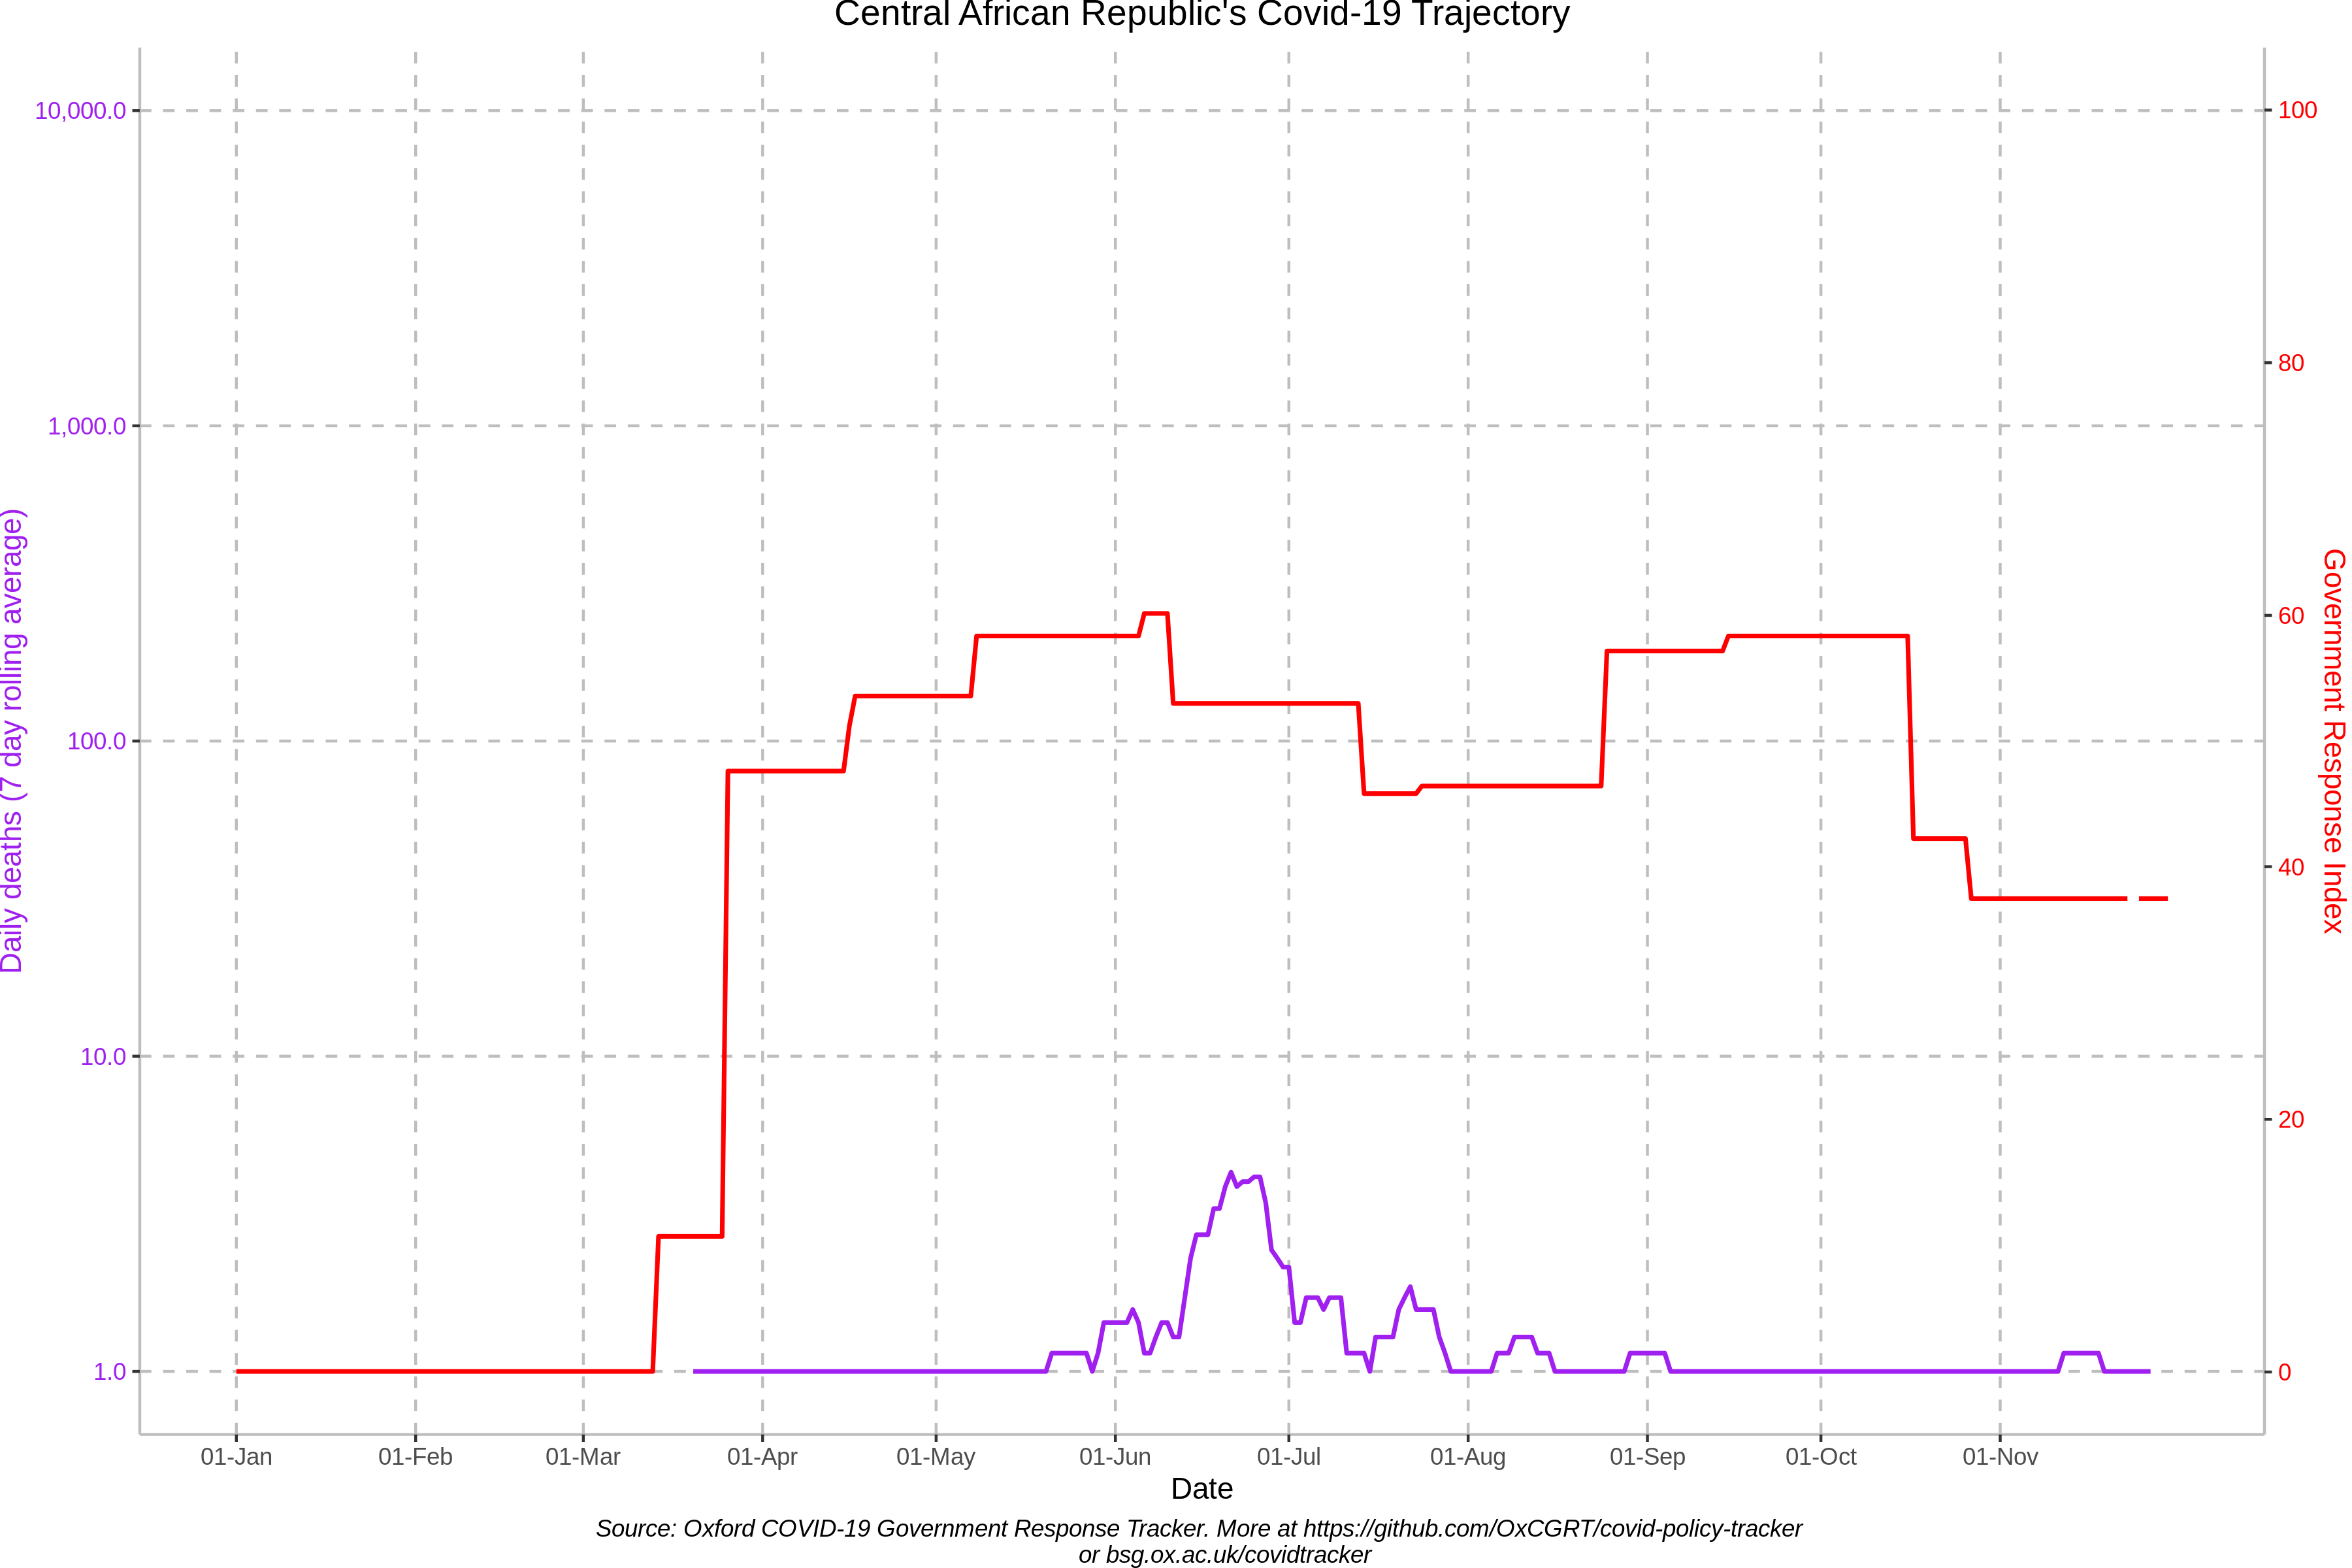 Central African Republic's Covid-19 Trajectory
10,000.0
1,000.0
100.0
10.0
1.0
Daily deaths (7 day rolling average)
100
80
60
40
20
0
Government Response Index
01-Jan 01-Feb 01-Mar 01-Apr 01-May 01-Jun 01-Jul 01-Aug 01-Sep 01-Oct 01-Nov
Date
Source: Oxford COVID-19 Government Response Tracker. More at https://github.com/OxCGRT/covid-policy-tracker
or bsg.ox.ac.uk/covidtracker